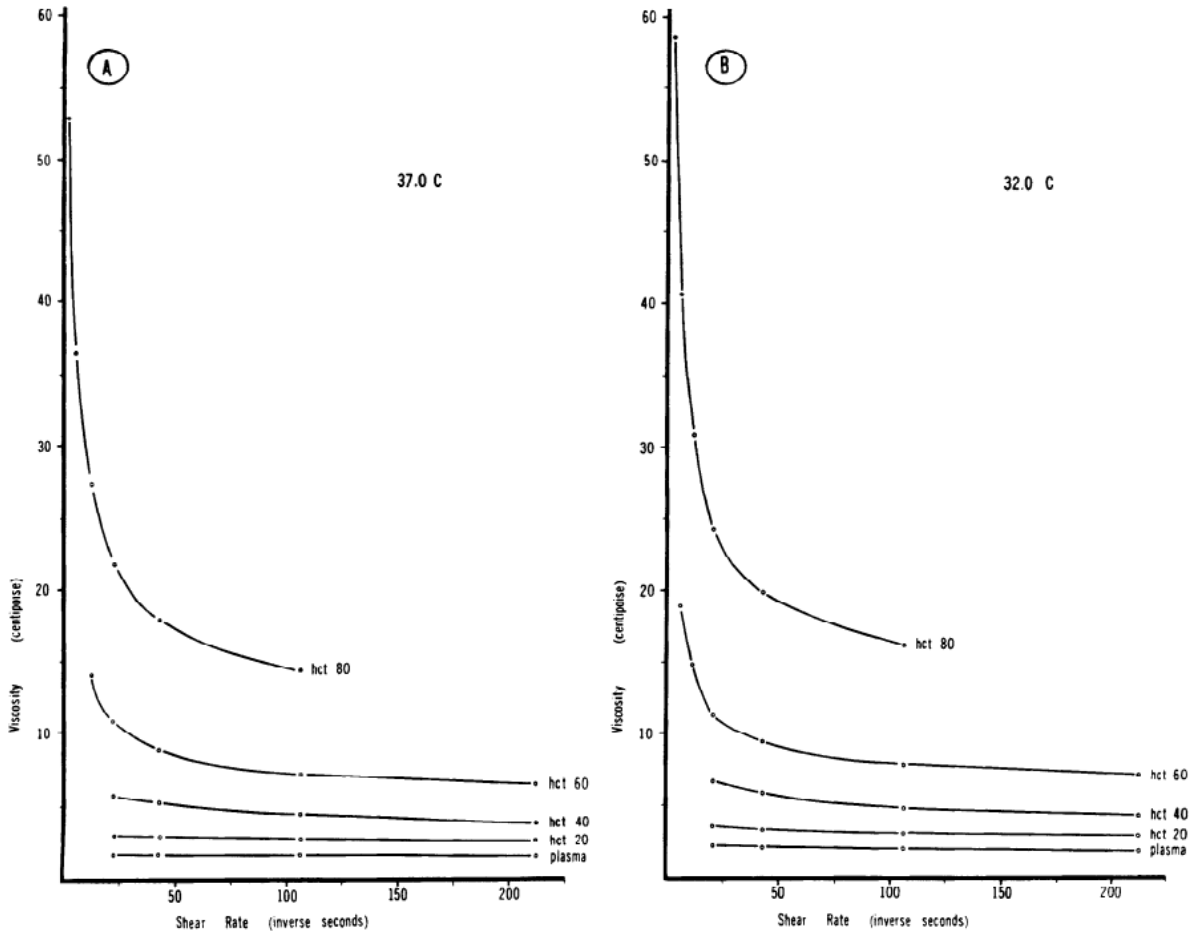 A
37.0 C
60
50
40
30
20
10
Viscosity (centipoise)
hct 80
hct 60
hct 40
hct 20
plasma
50
100
150
200
Shear Rate (inverse seconds)
B
32.0 C
60
50
40
30
20
10
Viscosity (centipoise)
hct 80
hct 60
hct 40
hct 20
plasma
50
100
150
200
Shear Rate (inverse seconds)